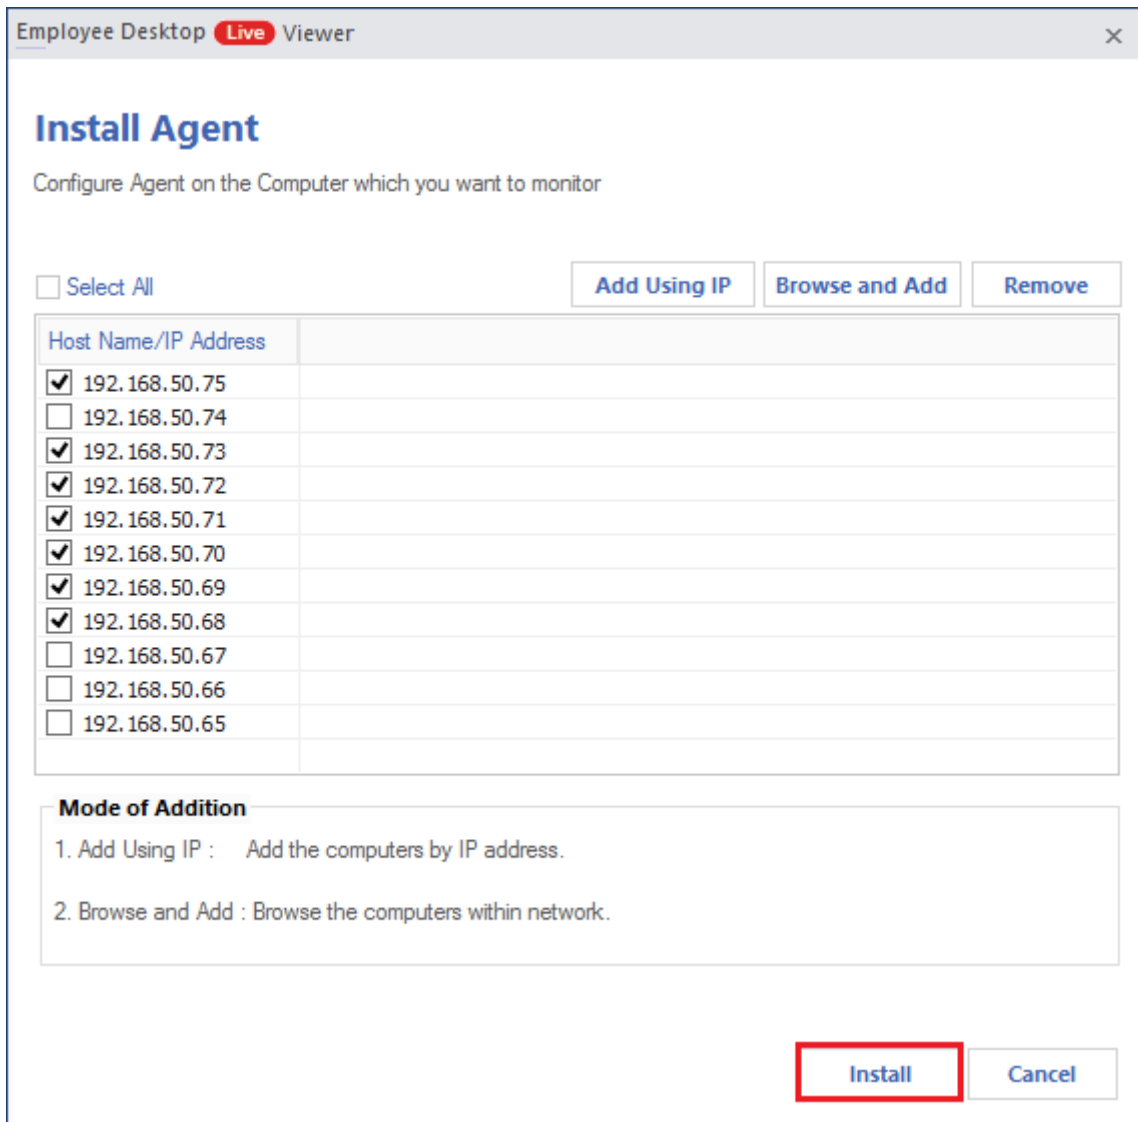 Employee Desktop Live Viewer
Install Agent
Configure Agent on the Computer which you want to monitor
Select All
Add Using IP
Browse and Add
Remove
Host Name/IP Address
192.168.50.75
192.168.50.74
192.168.50.73
192.168.50.72
192.168.50.71
192.168.50.70
192.168.50.69
192.168.50.68
192.168.50.67
192.168.50.66
192.168.50.65
Mode of Addition
1. Add Using IP : Add the computers by IP address.
2. Browse and Add : Browse the computers within network.
Install
Cancel